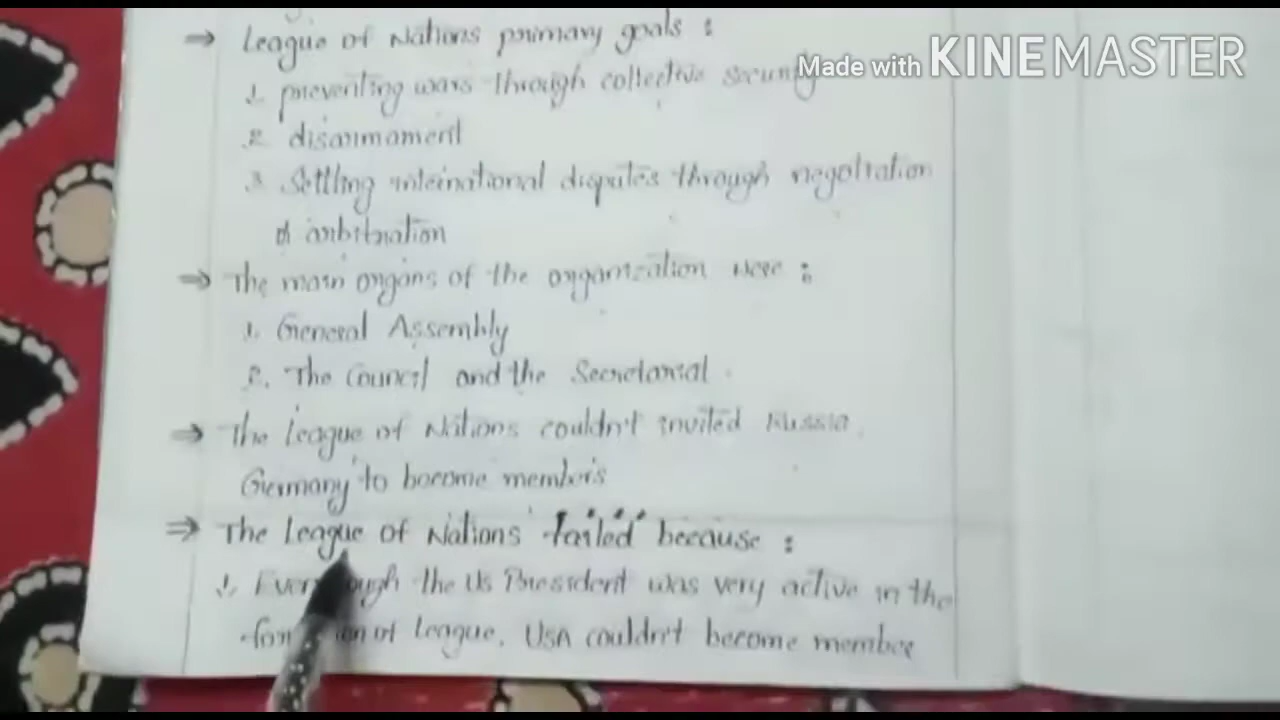 Made with KINEMASTER
⇒ League of Nations primary goals :
1. preventing wars through collective security
2. disarmament
3. Settling international disputes through negotiation
& arbitration
⇒ The main organs of the organization were :
1. General Assembly
2. The Council and the Secretariat.
⇒ The League of Nations couldn't invited Russia,
Germany to become members
⇒ The League of Nations failed because :
1. the US President was very active in the
of League, USA couldn't become member